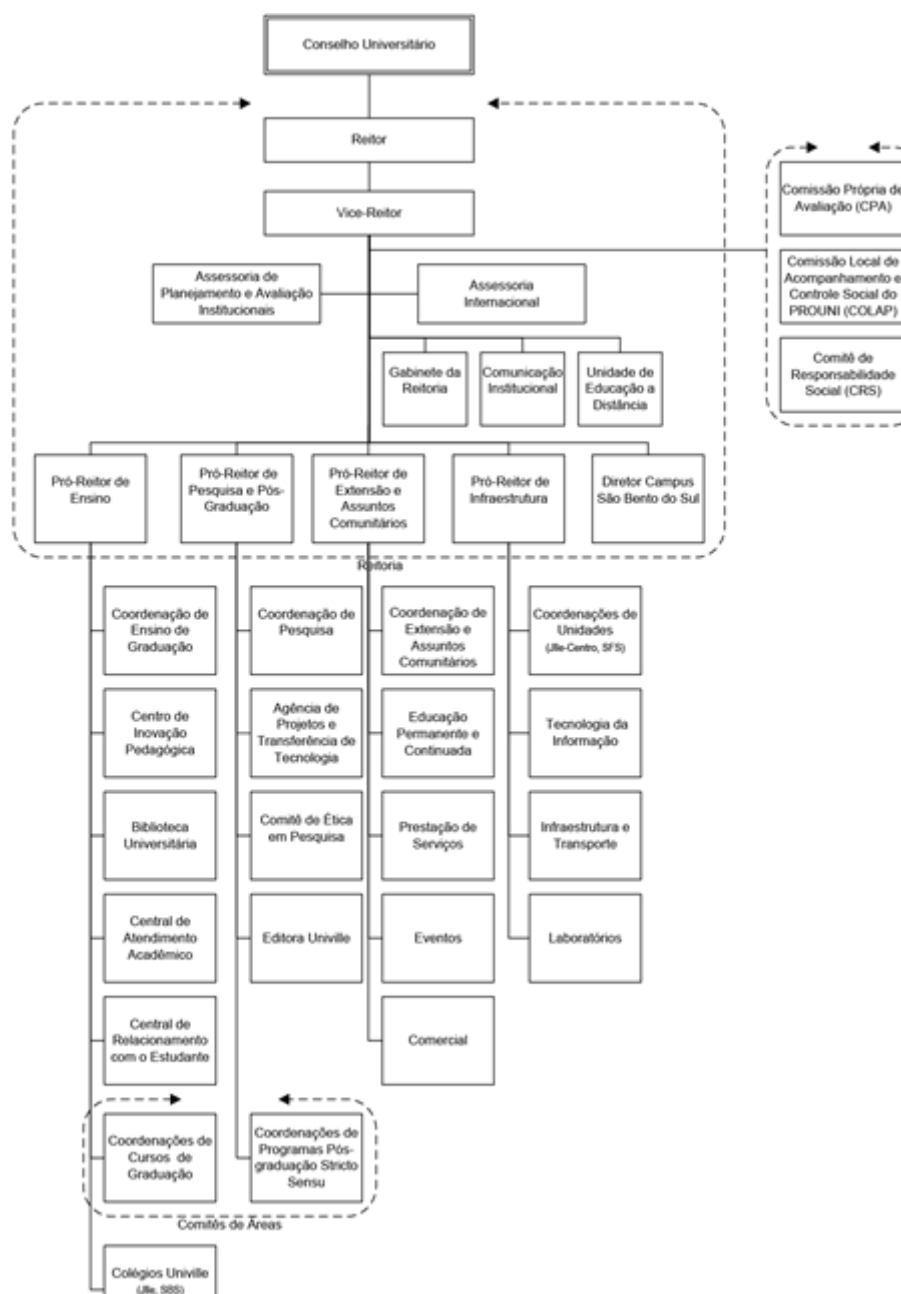 Conselho Universitário
Reitor
Vice-Reitor
Comissão Própria de
Avaliação (CPA)
Comissão Local de
Acompanhamento e
Controle Social do
PROUNI (COLAP)
Comitê de
Responsabilidade
Social (CRS)
Assessoria de
Planejamento e Avaliação
Institucionais
Assessoria
Internacional
Gabinete da
Reitoria
Comunicação
Institucional
Unidade de
Educação a
Distância
Pró-Reitor de
Ensino
Pró-Reitor de
Pesquisa e Pós-
Graduação
Pró-Reitor de
Extensão e
Assuntos
Comunitários
Pró-Reitor de
Infraestrutura
Diretor Campus
São Bento do Sul
Reitoria
Coordenação de
Ensino de
Graduação
Coordenação de
Pesquisa
Coordenação de
Extensão e
Assuntos
Comunitários
Coordenações de
Unidades
(Jlle-Centro, SFS)
Centro de
Inovação
Pedagógica
Agência de
Projetos e
Transferência de
Tecnologia
Educação
Permanente e
Continuada
Tecnologia da
Informação
Biblioteca
Universitária
Comitê de Ética
em Pesquisa
Prestação de
Serviços
Infraestrutura e
Transporte
Central de
Atendimento
Acadêmico
Editora Univille
Eventos
Laboratórios
Central de
Relacionamento
com o Estudante
Comercial
Coordenações de
Cursos de
Graduação
Coordenações de
Programas Pós-
graduação Stricto
Sensu
Comitês de Áreas
Colégios Univille
(Jlle, SBS)